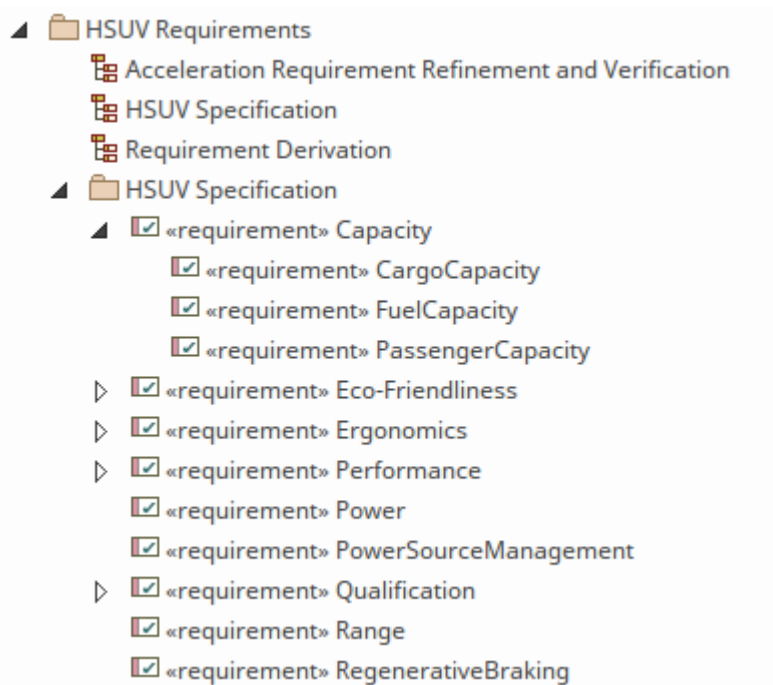 HSUV Requirements
Acceleration Requirement Refinement and Verification
HSUV Specification
Requirement Derivation
HSUV Specification
«requirement» Capacity
«requirement» CargoCapacity
«requirement» FuelCapacity
«requirement» PassengerCapacity
«requirement» Eco-Friendliness
«requirement» Ergonomics
«requirement» Performance
«requirement» Power
«requirement» PowerSourceManagement
«requirement» Qualification
«requirement» Range
«requirement» RegenerativeBraking